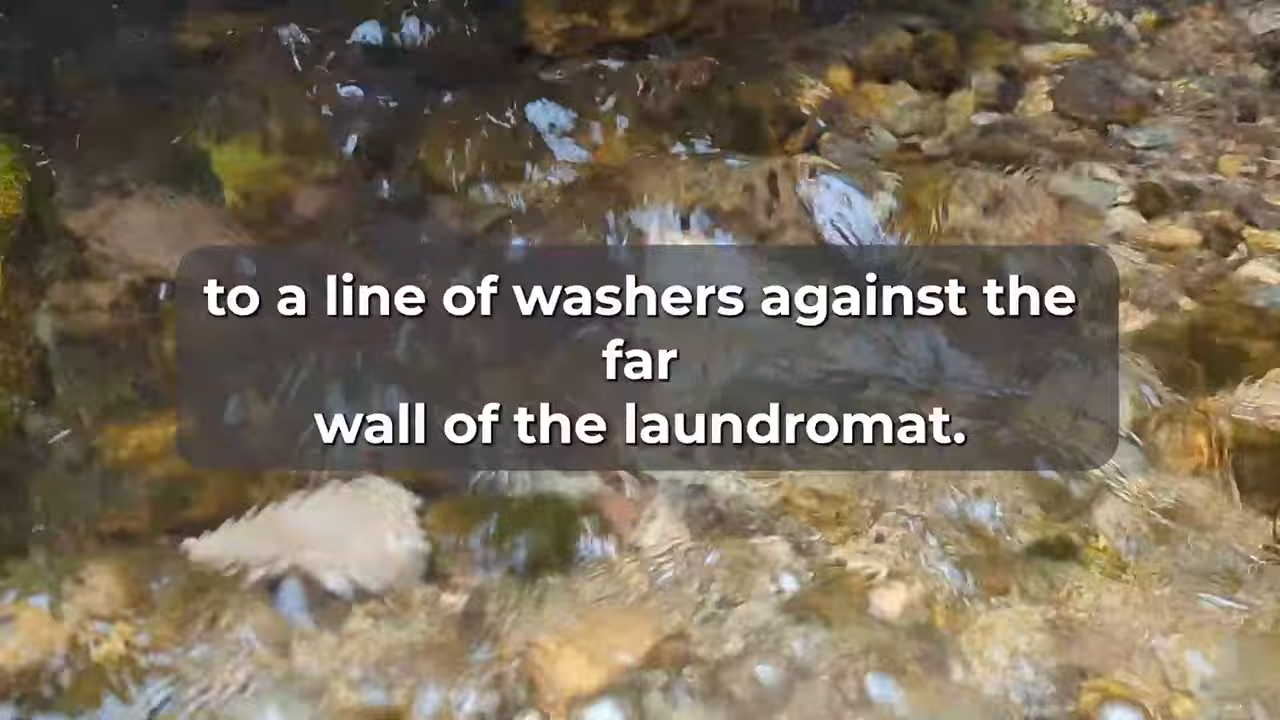 to a line of washers against the
far
wall of the laundromat.